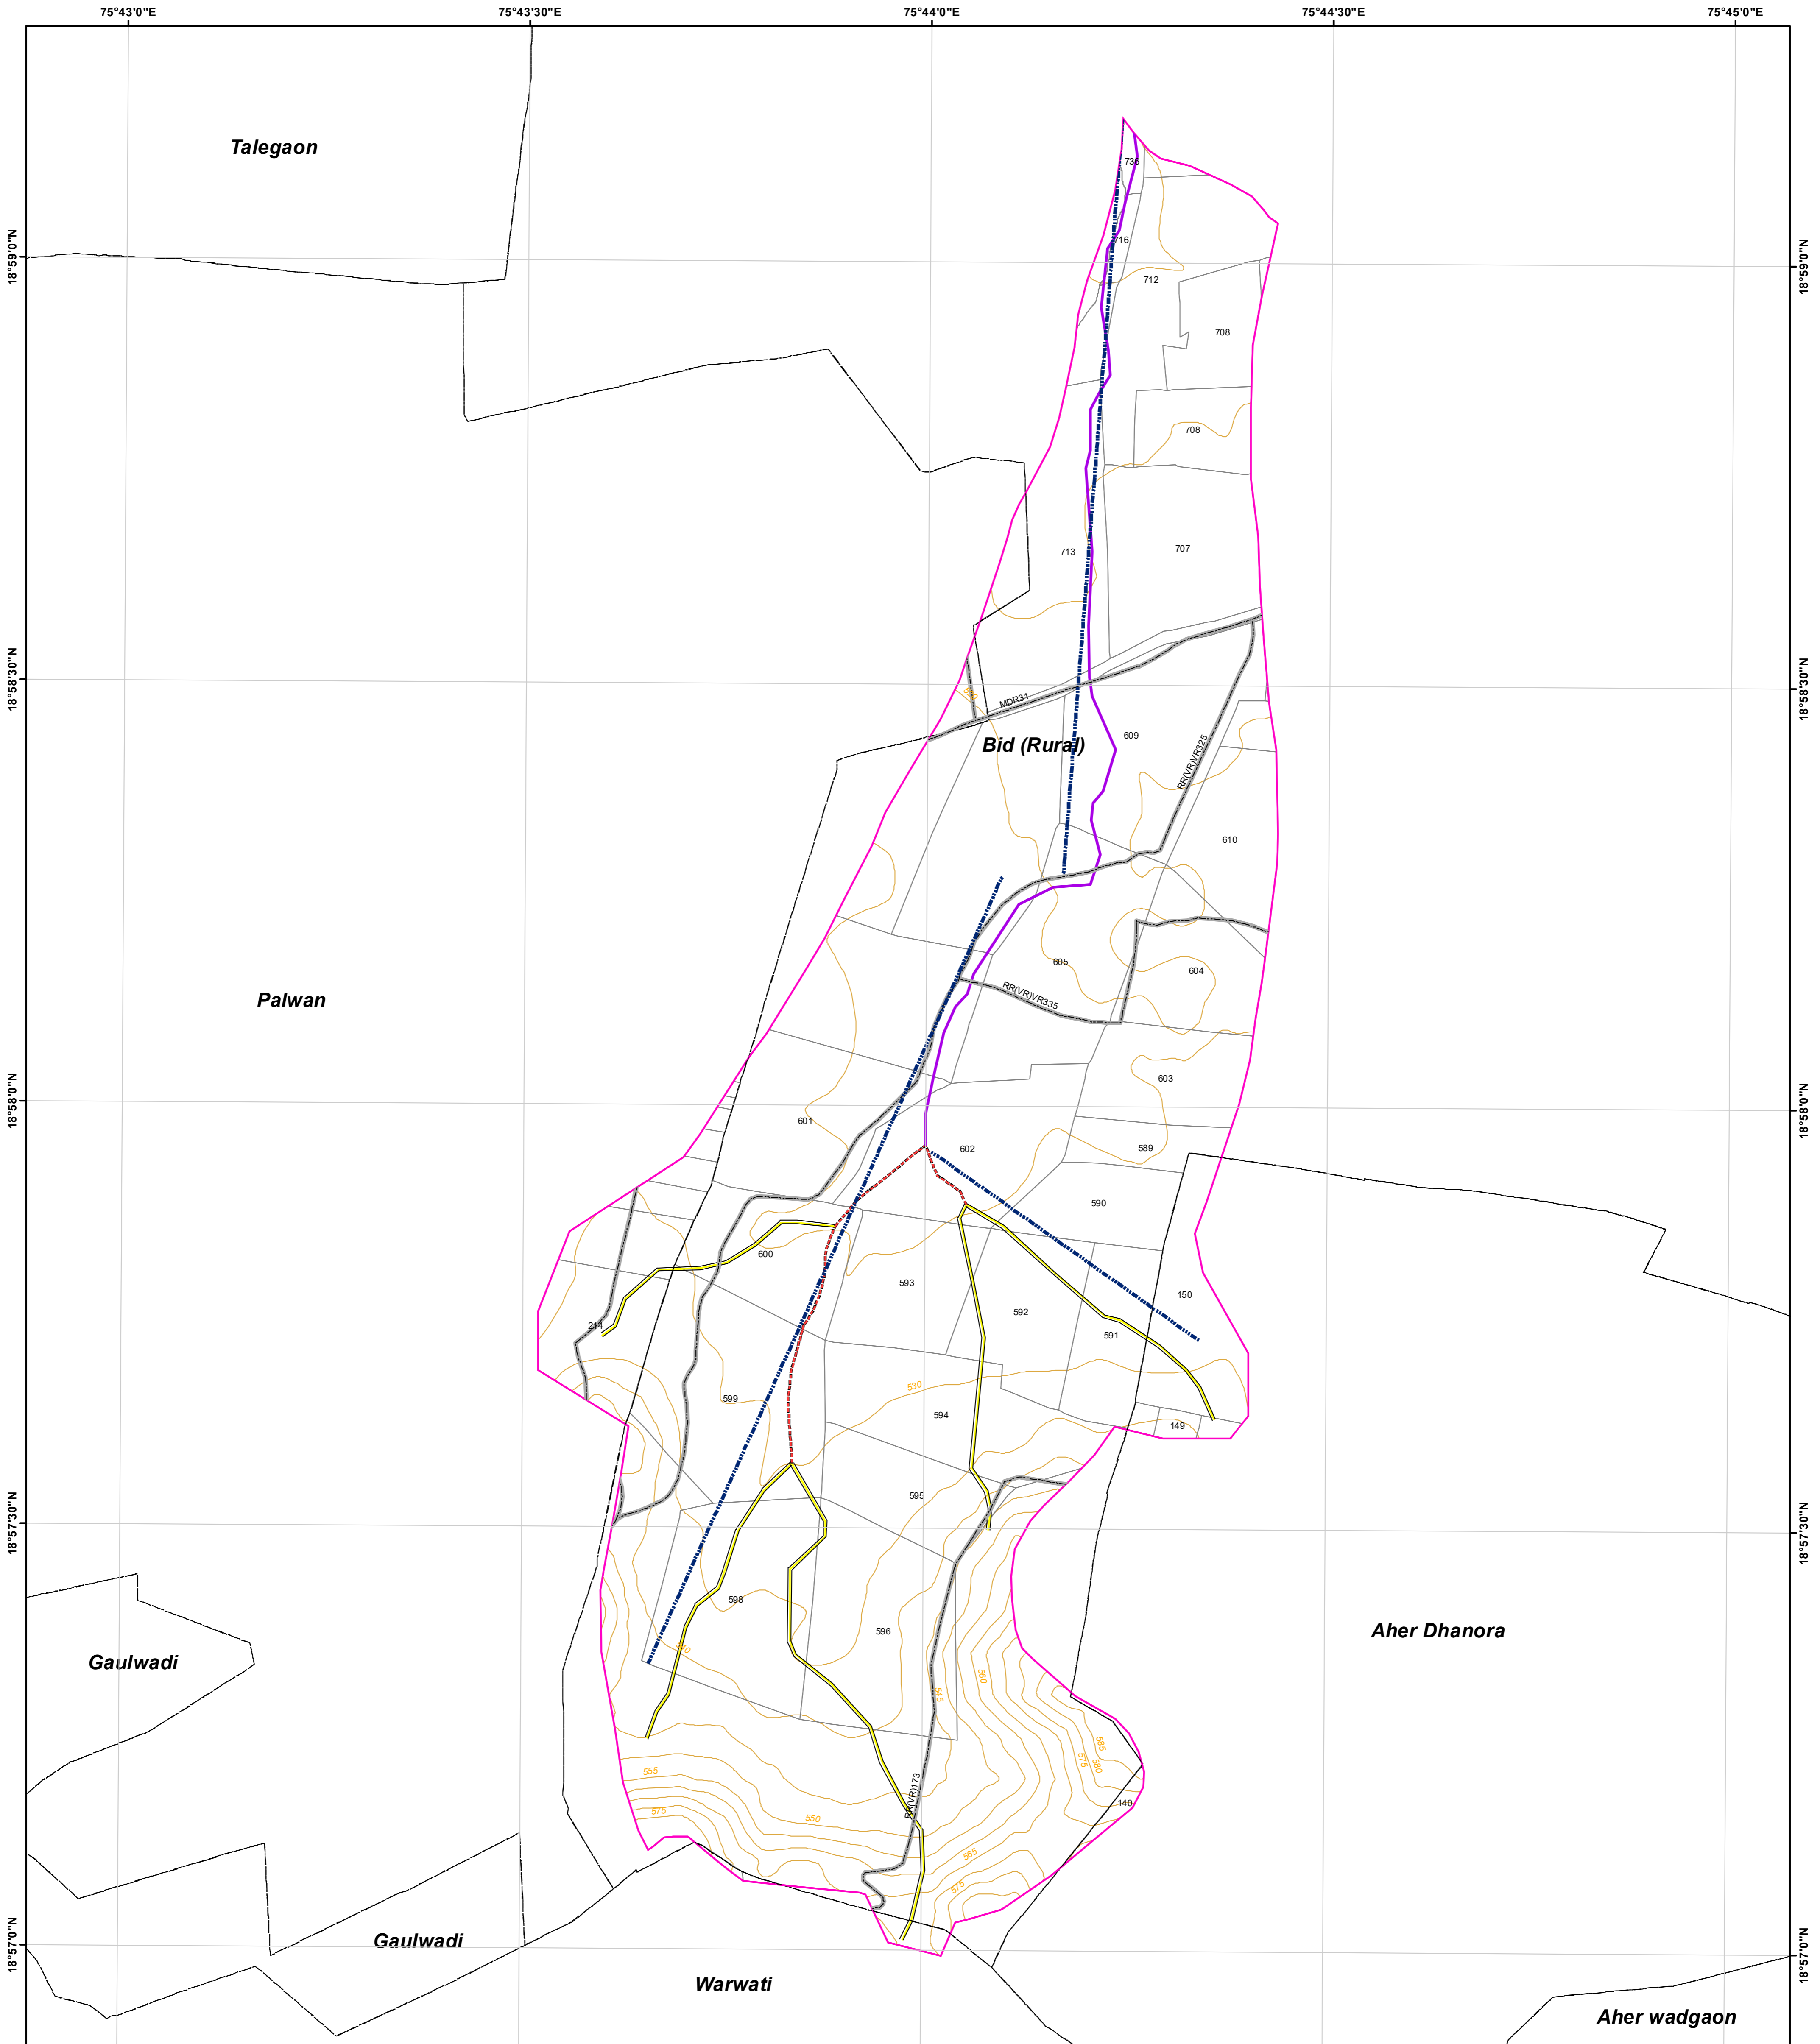 75°43'0"E 75°43'30"E 75°44'0"E 75°44'30"E 75°45'0"E
Talegaon
736
18°59'0"N
716
18°59'0"N
712
708
708
713
707
18°58'30"N
18°58'30"N
MDR31
609
Bid (Rural)
RR(VR)VR325
610
605
604
RR(VR)VR335
Palwan
603
18°58'0"N
601
18°58'0"N
602
589
590
600
593
150
592
214
591
530
599
594
149
595
18°57'30"N
18°57'30"N
598
596
Aher Dhanora
Gaulwadi
560
545
585
575
580
555
575
550
RR(VR)173
140
565
575
18°57'0"N
Gaulwadi
18°57'0"N
Warwati
Aher wadgaon